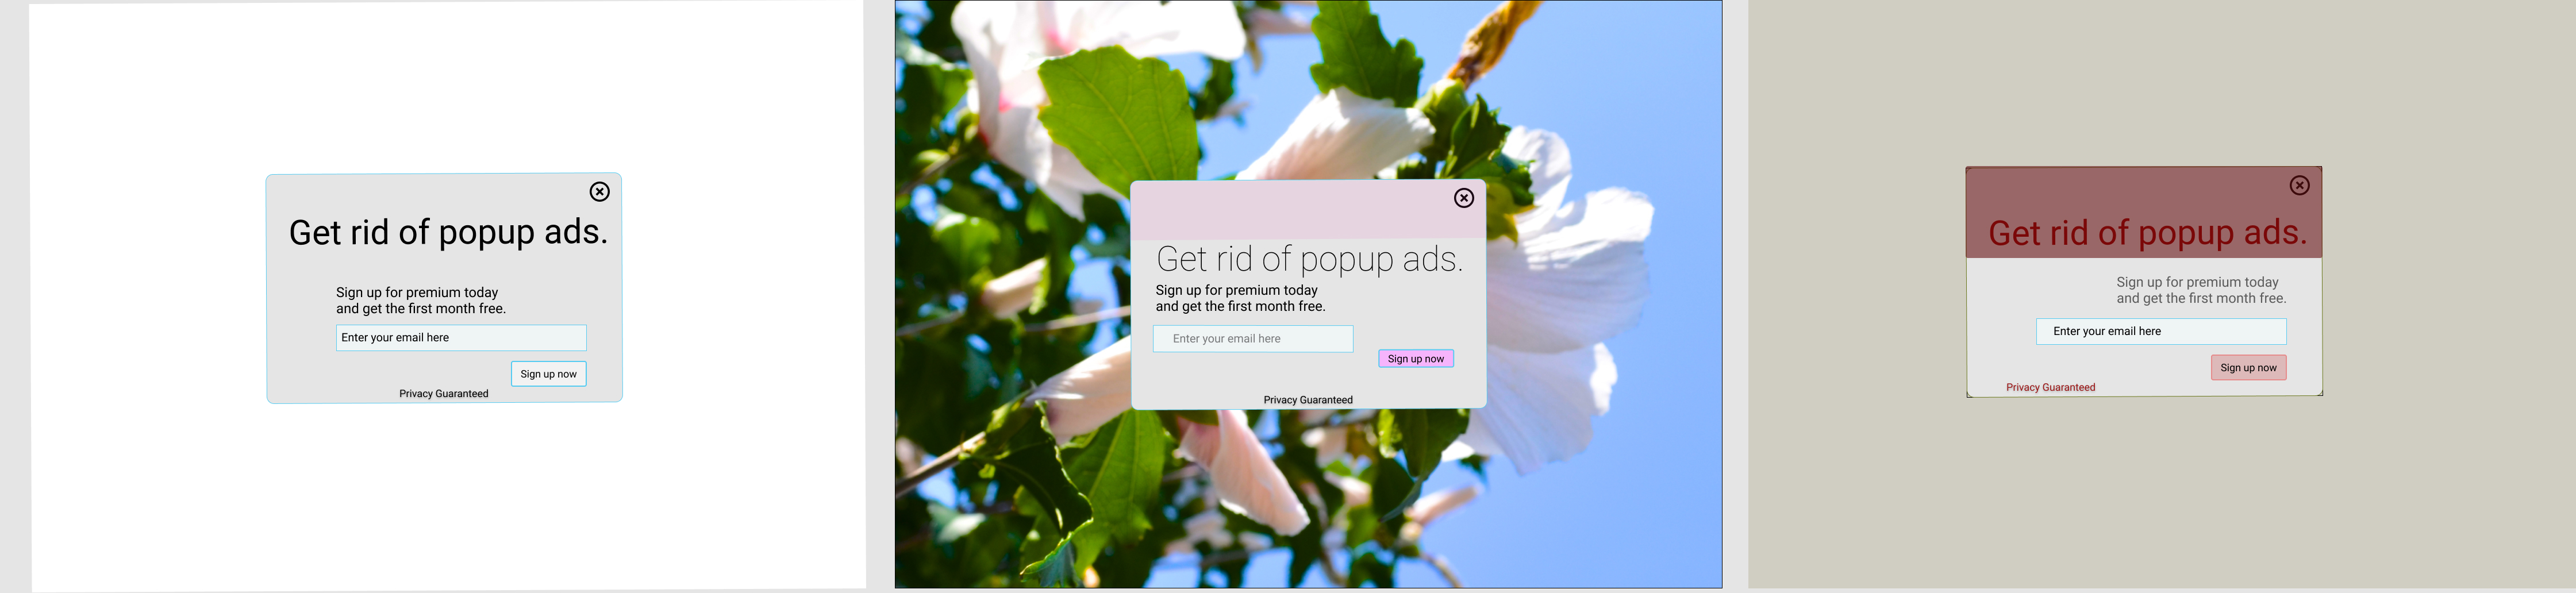 Get rid of popup ads.
Sign up for premium today
and get the first month free.
Enter your email here
Sign up now
Privacy Guaranteed
Get rid of popup ads.
Sign up for premium today
and get the first month free.
Enter your email here
Sign up now
Privacy Guaranteed
Get rid of popup ads.
Sign up for premium today
and get the first month free.
Enter your email here
Sign up now
Privacy Guaranteed